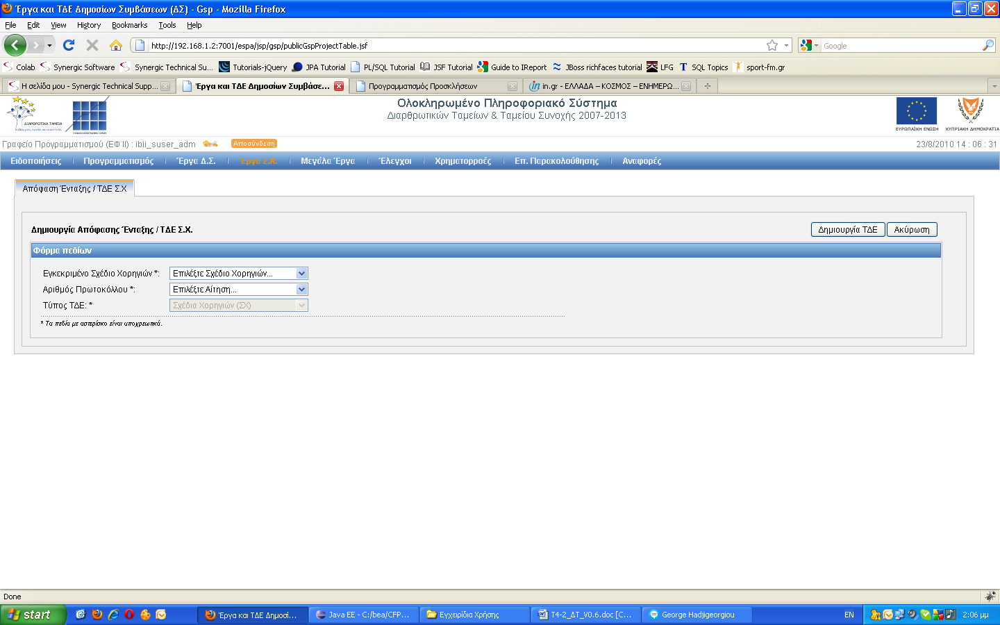 Έργα και ΤΔΕ Δημοσίων Συμβάσεων (ΔΣ) - Gsp - Mozilla Firefox
File Edit View History Bookmarks Tools Help
http://192.168.1.2:7001/espa/jsp/gsp/publicGspProjectTable.jsf
Google
Colab Synergic Software Synergic Technical Su... Tutorials-jQuery JPA Tutorial PL/SQL Tutorial JSF Tutorial Guide to IReport JBoss richfaces tutorial LFG SQL Topics sport-fm.gr
Η σελίδα μου - Synergic Technical Supp... Έργα και ΤΔΕ Δημοσίων Συμβάσε... Προγραμματισμός Προσκλήσεων in.gr - ΕΛΛΑΔΑ – ΚΟΣΜΟΣ – ΕΝΗΜΕΡΩ...
Ολοκληρωμένο Πληροφοριακό Σύστημα
Διαρθρωτικών Ταμείων & Ταμείου Συνοχής 2007-2013
ΔΙΑΡΘΡΩΤΙΚΑ ΤΑΜΕΙΑ
ΕΥΡΩΠΑΪΚΗ ΕΝΩΣΗ ΚΥΠΡΙΑΚΗ ΔΗΜΟΚΡΑΤΙΑ
Γραφείο Προγραμματισμού (ΕΦ ΙΙ) : ibii_suser_adm Αποσύνδεση 23/8/2010 14 : 06 : 31
Ειδοποιήσεις Προγραμματισμός Έργα Δ.Σ. Έργα Σ.Χ. Μεγάλα Έργα Έλεγχοι Χρηματορροές Επ. Παρακολούθησης Αναφορές
Απόφαση Ένταξης / ΤΔΕ Σ.Χ
Δημιουργία Απόφασης Ένταξης / ΤΔΕ Σ.Χ. Δημιουργία ΤΔΕ Ακύρωση
Φόρμα πεδίων
Εγκεκριμένο Σχέδιο Χορηγιών *: Επιλέξτε Σχέδιο Χορηγιών...
Αριθμός Πρωτοκόλλου *: Επιλέξτε Αίτηση...
Τύπος ΤΔΕ: * Σχέδια Χορηγιών (ΣΧ)
* Τα πεδία με αστερίσκο είναι υποχρεωτικά.
Done
start Έργα και ΤΔΕ Δημοσί... Java EE - C:/bea/CFP... Εγχειρίδια Χρήσης T4-2_ΔΤ_V0.6.doc [C... George Hadjigeorgiou EN 2:06 μμ